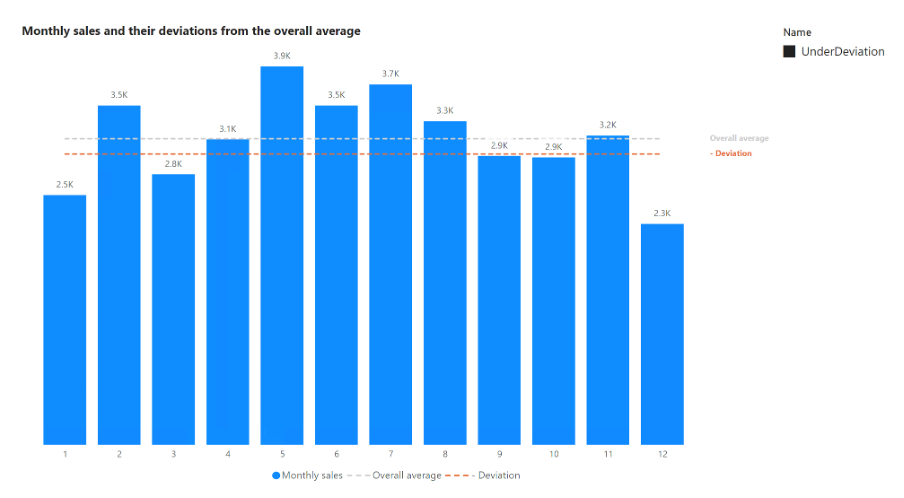 Monthly sales and their deviations from the overall average
Name
UnderDeviation
3.9K
3.7K
3.5K
3.5K
3.3K
3.2K
3.1K
2.9K
2.9K
2.8K
2.5K
2.3K
Overall average
- Deviation
1 2 3 4 5 6 7 8 9 10 11 12
Monthly sales Overall average - Deviation